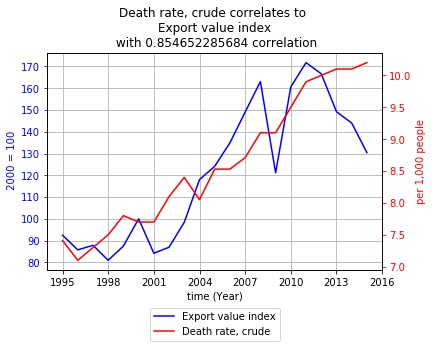 Death rate, crude correlates to
Export value index
with 0.854652285684 correlation
170
160
150
140
130
120
110
100
90
80
2000 = 100
10.0
9.5
9.0
8.5
8.0
7.5
7.0
per 1,000 people
1995 1998 2001 2004 2007 2010 2013 2016
time (Year)
Export value index
Death rate, crude